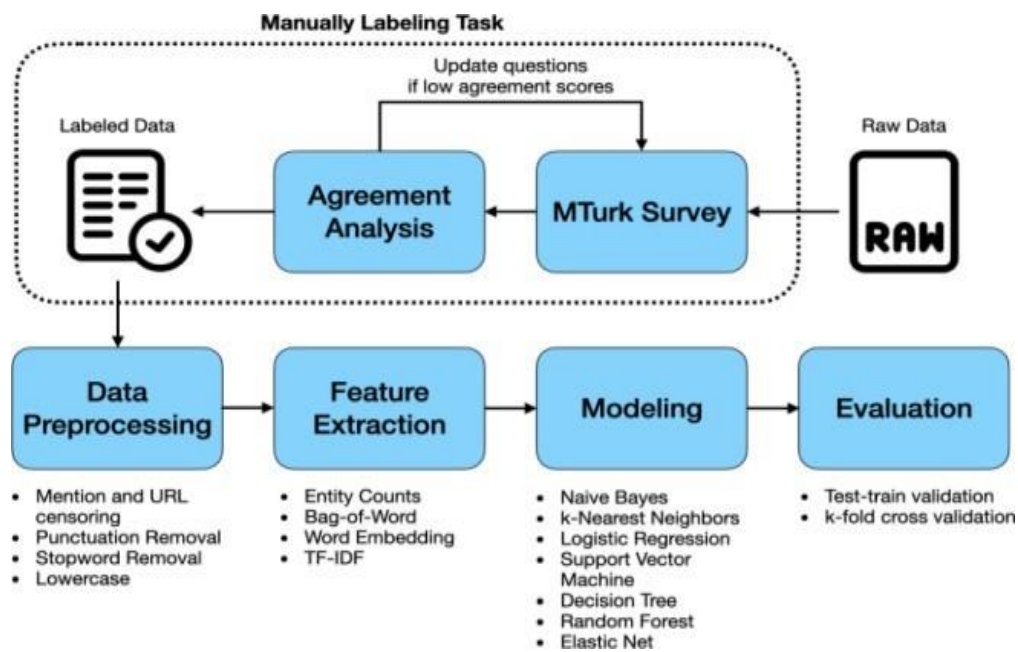 Manually Labeling Task
Update questions
if low agreement scores
Labeled Data
Raw Data
Agreement
Analysis
MTurk Survey
RAW
Data
Preprocessing
Feature
Extraction
Modeling
Evaluation
• Mention and URL
censoring
• Punctuation Removal
• Stopword Removal
• Lowercase
• Entity Counts
• Bag-of-Word
• Word Embedding
• TF-IDF
• Naive Bayes
• k-Nearest Neighbors
• Logistic Regression
• Support Vector
Machine
• Decision Tree
• Random Forest
• Elastic Net
• Test-train validation
• k-fold cross validation